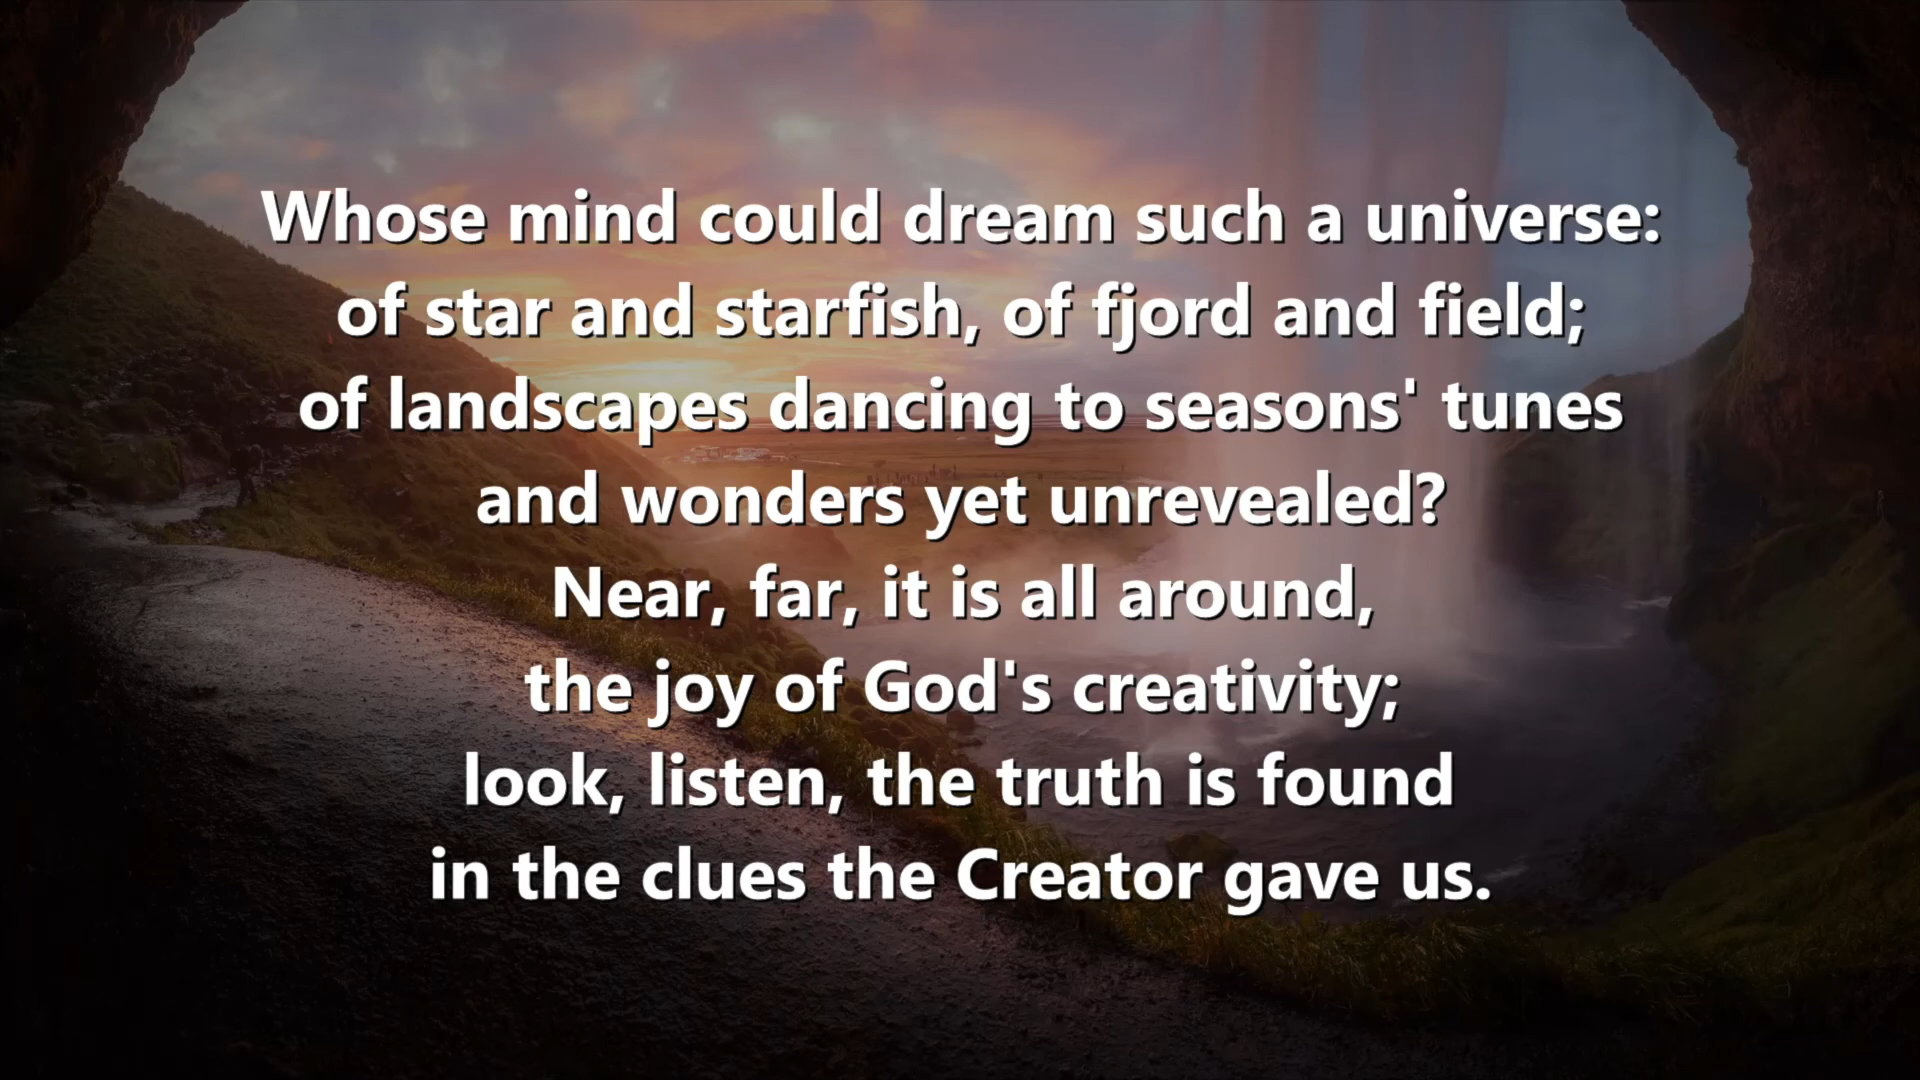 Whose mind could dream such a universe:
of star and starfish, of fjord and field;
of landscapes dancing to seasons' tunes
and wonders yet unrevealed?
Near, far, it is all around,
the joy of God's creativity;
look, listen, the truth is found
in the clues the Creator gave us.